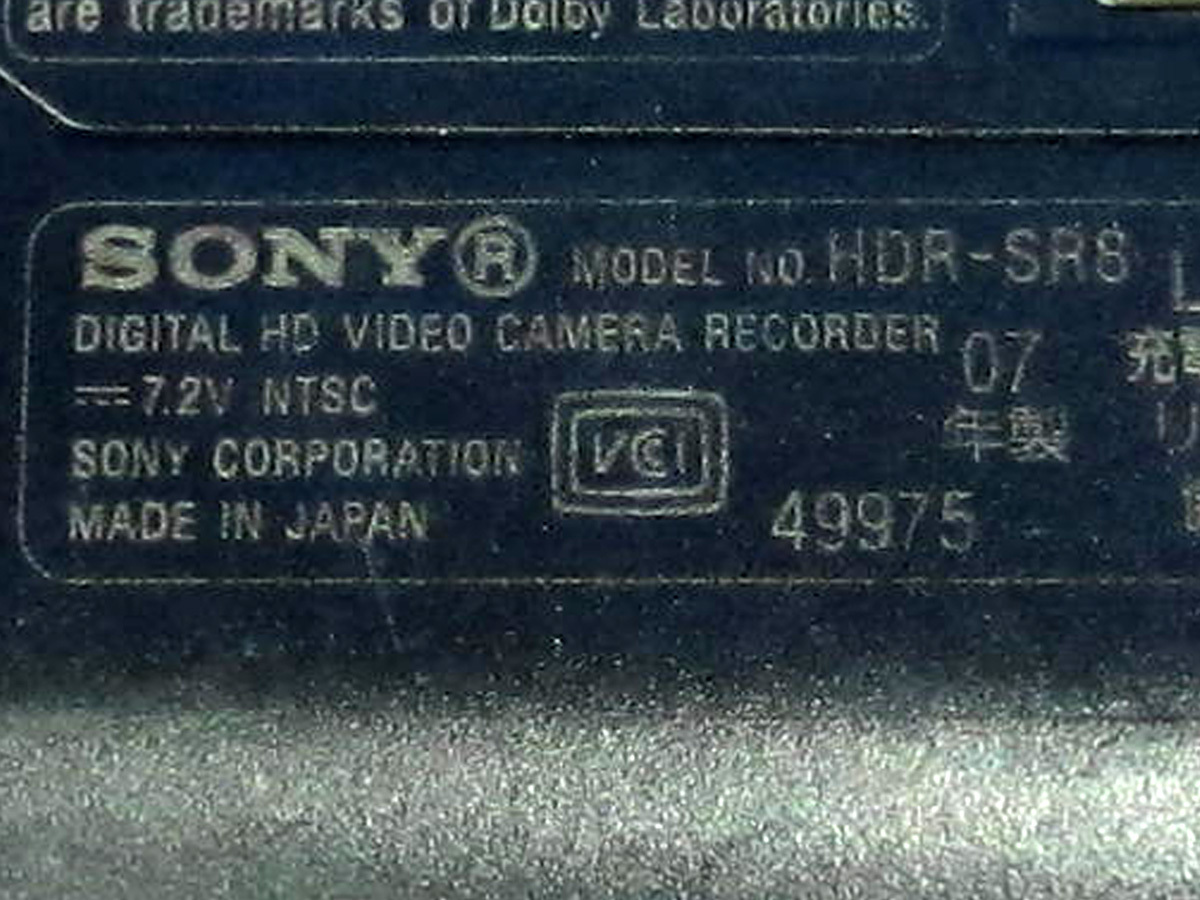 are trademarks of Dolby Laboratories.
SONY® MODEL NO. HDR-SR8
DIGITAL HD VIDEO CAMERA RECORDER 07
7.2V NTSC
年製
SONY CORPORATION VCI
MADE IN JAPAN 49975